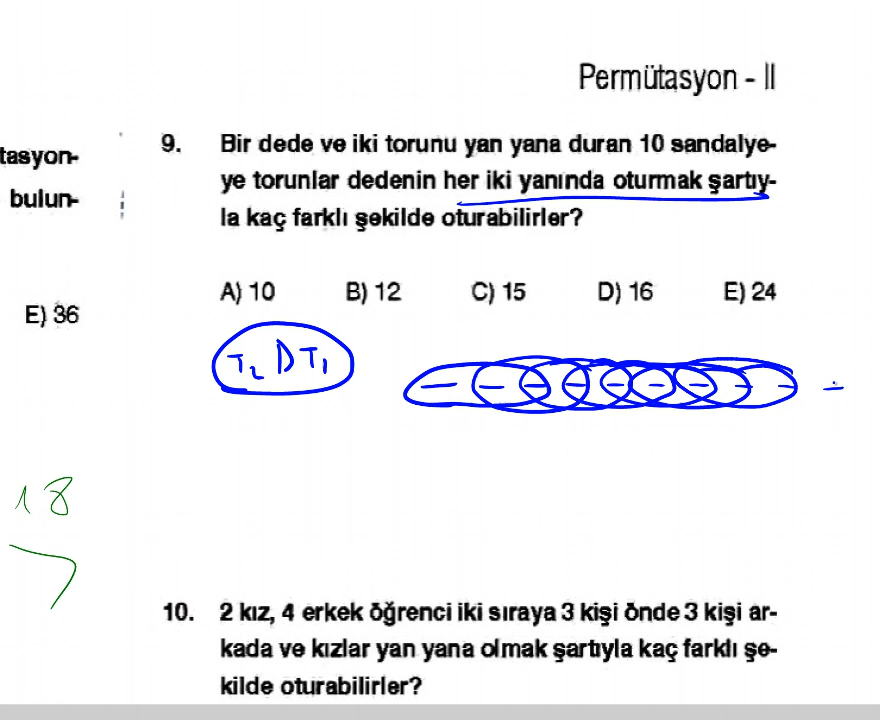 Permütasyon - II
tasyon-
bulun-
E) 36
9. Bir dede ve iki torunu yan yana duran 10 sandalye-
ye torunlar dedenin her iki yanında oturmak şartıy-
la kaç farklı şekilde oturabilirler?
A) 10 B) 12 C) 15 D) 16 E) 24
T₂ D T₁
18
10. 2 kız, 4 erkek öğrenci iki sıraya 3 kişi önde 3 kişi ar-
kada ve kızlar yan yana olmak şartıyla kaç farklı şe-
kilde oturabilirler?